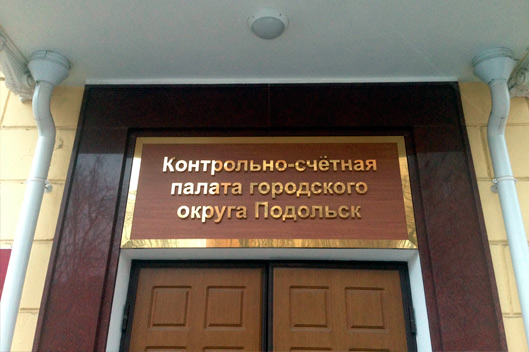 Контрольно-счётная
палата городского
округа Подольск